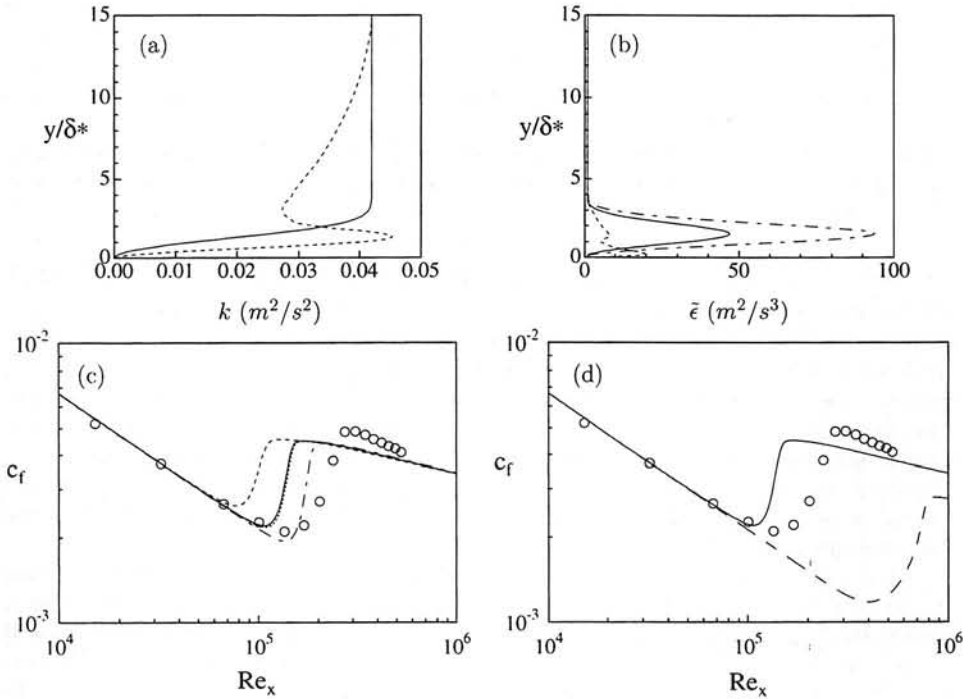 15
(a)
10
y/δ*
5
0
0.00 0.01 0.02 0.03 0.04 0.05
k (m²/s²)
15
(b)
10
y/δ*
5
0
0 50 100
ε̃ (m²/s³)
10⁻²
(c)
c_f
10⁻³
10⁴ 10⁵ 10⁶
Re_x
10⁻²
(d)
c_f
10⁻³
10⁴ 10⁵ 10⁶
Re_x